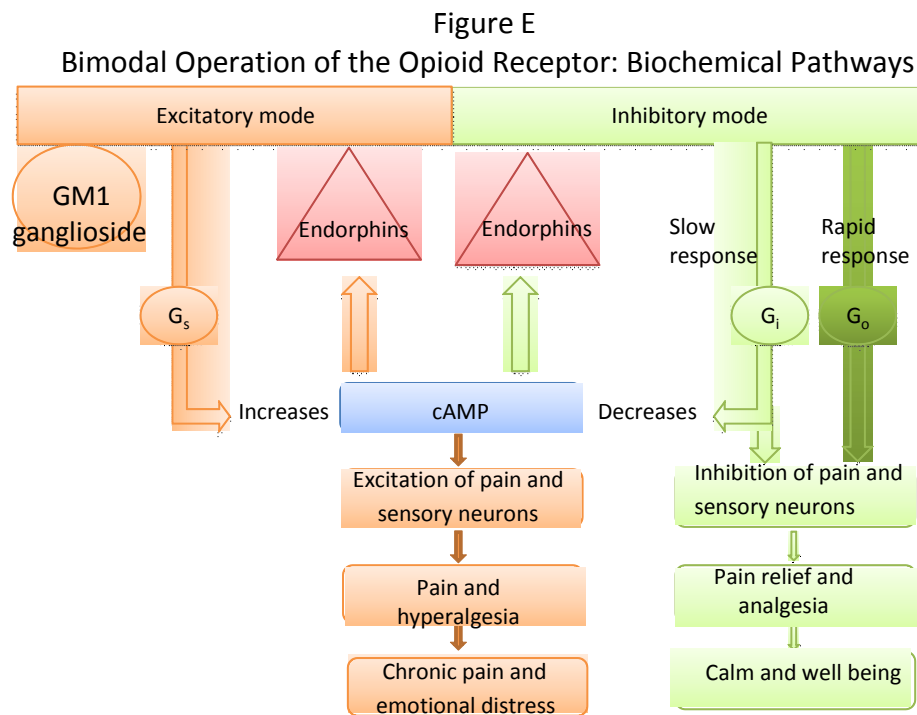 Figure E
Bimodal Operation of the Opioid Receptor: Biochemical Pathways
Excitatory mode
Inhibitory mode
GM1
ganglioside
Endorphins
Endorphins
Slow
response
Rapid
response
Gs
Gi
Go
Increases
cAMP
Decreases
Excitation of pain and
sensory neurons
Inhibition of pain and
sensory neurons
Pain and
hyperalgesia
Pain relief and
analgesia
Chronic pain and
emotional distress
Calm and well being